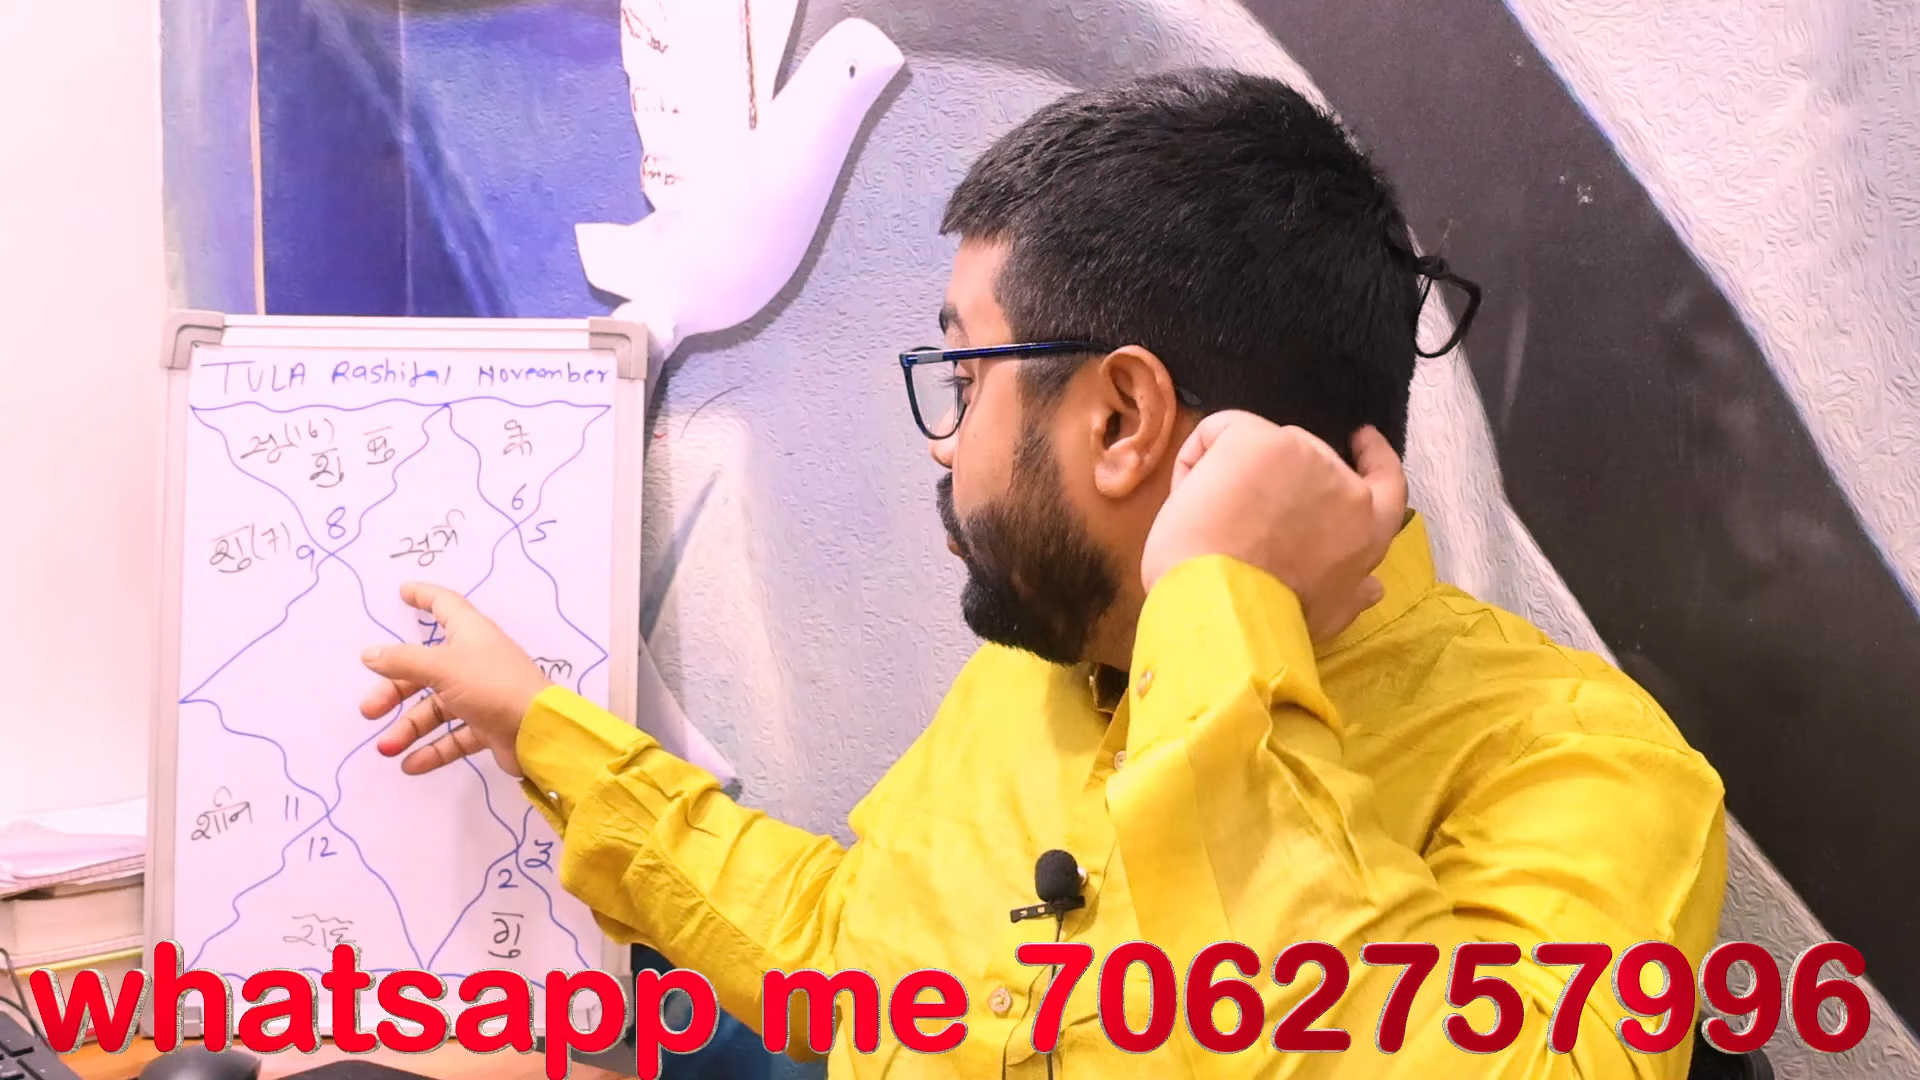 TULA Rashifal November
सु(16) शु बु
के
6
8
5
शु(7) 9
सुर्य
7
शनि 11
12
3
2
राहु
गु
whatsapp me 7062757996